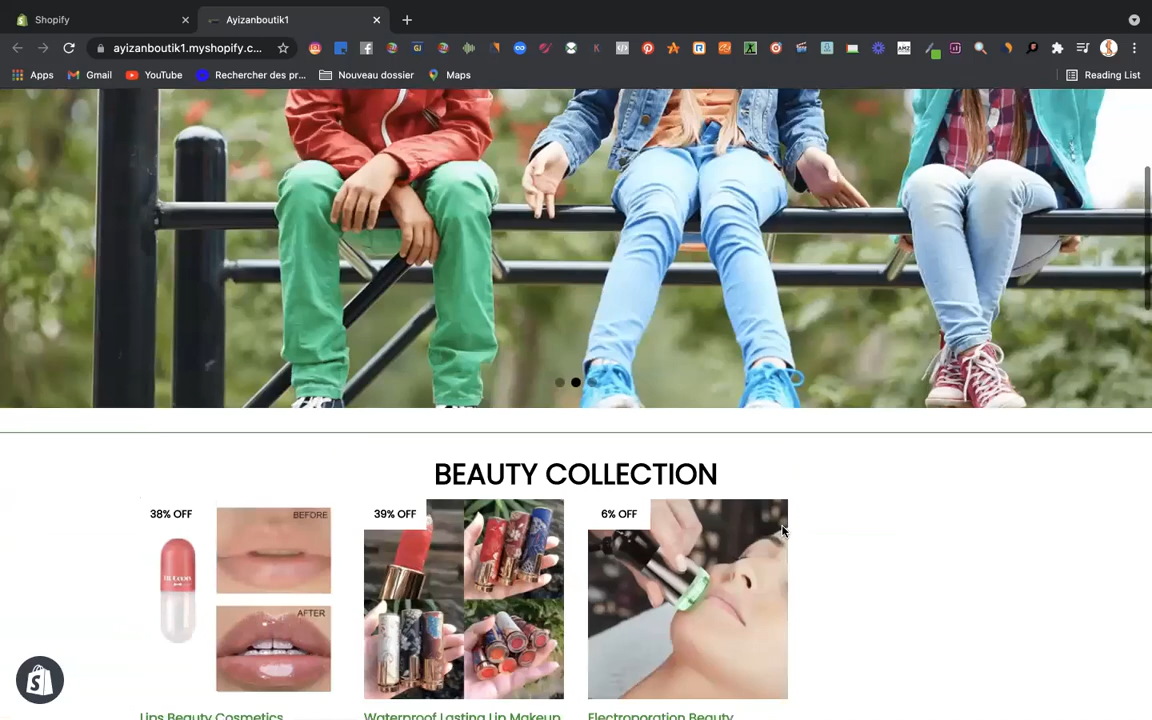 Shopify
Ayizanboutik1
ayizanboutik1.myshopify.c...
Apps
Gmail
YouTube
Rechercher des pr...
Nouveau dossier
Maps
Reading List
BEAUTY COLLECTION
38% OFF
BEFORE
AFTER
39% OFF
6% OFF
Lips Beauty Cosmetics
Waterproof Lasting Lip Makeup
Electroporation Beauty